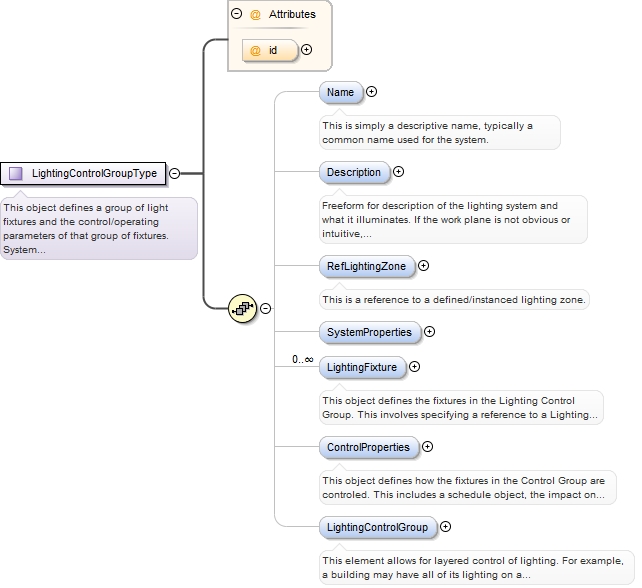 @ Attributes
@ id
Name
This is simply a descriptive name, typically a
common name used for the system.
LightingControlGroupType
Description
This object defines a group of light
fixtures and the control/operating
parameters of that group of fixtures.
System...
Freeform for description of the lighting system and
what it illuminates. If the work plane is not obvious or
intuitive,...
RefLightingZone
This is a reference to a defined/instanced lighting zone.
SystemProperties
0..∞
LightingFixture
This object defines the fixtures in the Lighting Control
Group. This involves specifying a reference to a Lighting...
ControlProperties
This object defines how the fixtures in the Control Group are
controled. This includes a schedule object, the impact on...
LightingControlGroup
This element allows for layered control of lighting. For example,
a building may have all of its lighting on a...